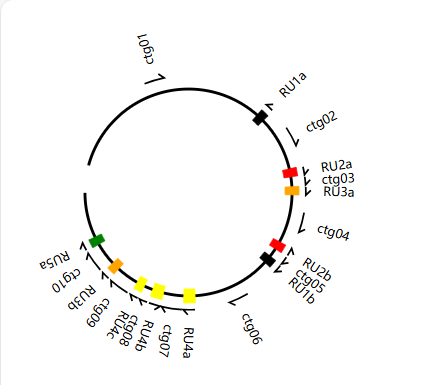 ctg01
RU1a
ctg02
RU2a
ctg03
RU3a
ctg04
RU2b
ctg05
RU1b
ctg06
RU4a
ctg07
RU4b
ctg08
RU4c
ctg09
RU3b
ctg10
RU5a